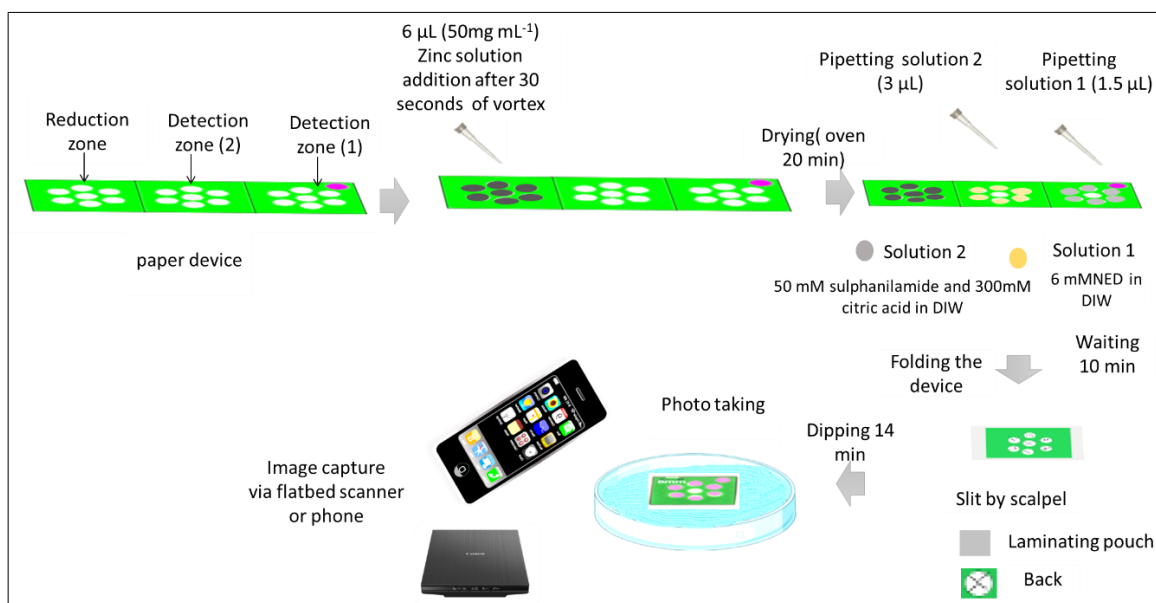 6 µL (50mg mL-1)
Zinc solution
addition after 30
seconds of vortex
Pipetting solution 2
(3 µL)
Pipetting
solution 1 (1.5 µL)
Reduction
zone
Detection
zone (2)
Detection
zone (1)
Drying( oven
20 min)
paper device
Solution 2
50 mM sulphanilamide and 300mM
citric acid in DIW
Solution 1
6 mMNED in
DIW
Waiting
10 min
Folding the
device
Photo taking
Dipping 14
min
Image capture
via flatbed scanner
or phone
Slit by scalpel
Laminating pouch
Back